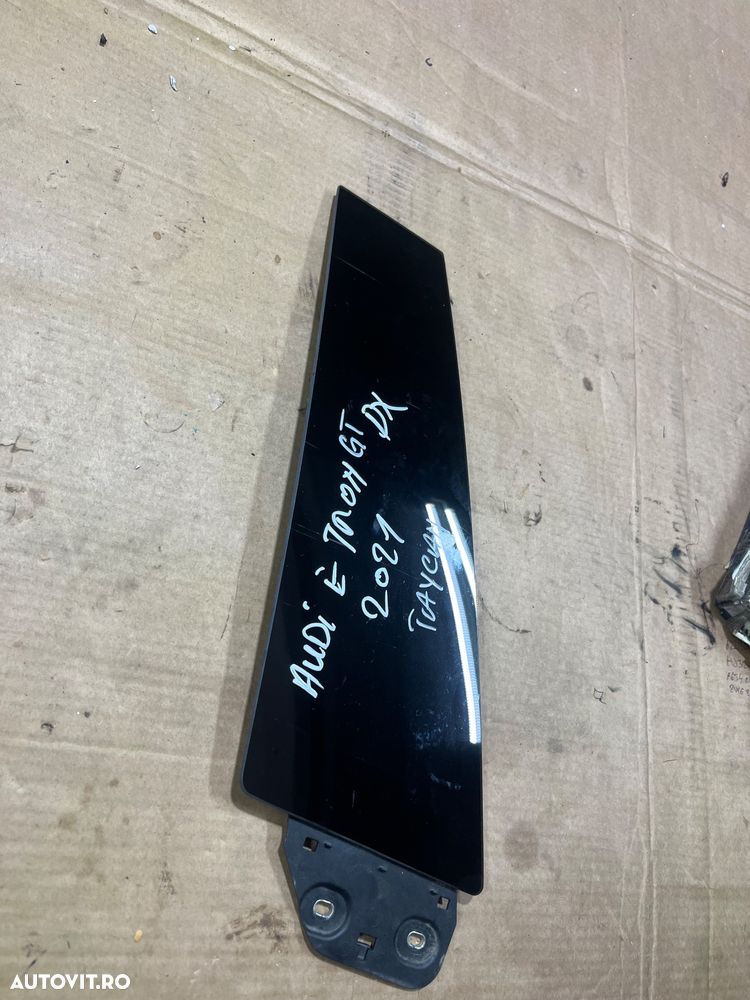 AUDI E TRON GT DX
2021
TAYCAN
AUTOVIT.RO